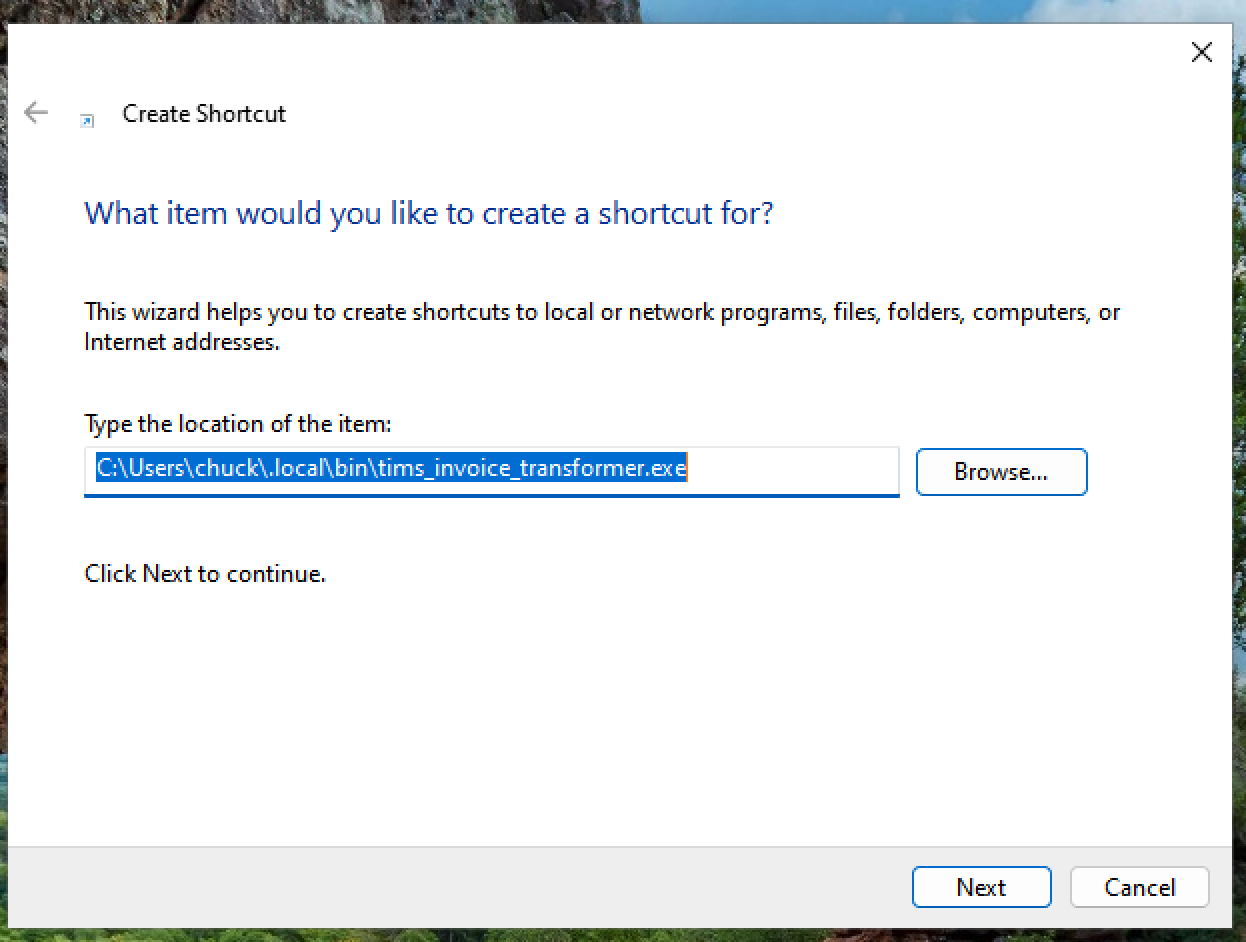 Create Shortcut
What item would you like to create a shortcut for?
This wizard helps you to create shortcuts to local or network programs, files, folders, computers, or
Internet addresses.
Type the location of the item:
C:\Users\chuck\.local\bin\tims_invoice_transformer.exe
Browse...
Click Next to continue.
Next
Cancel